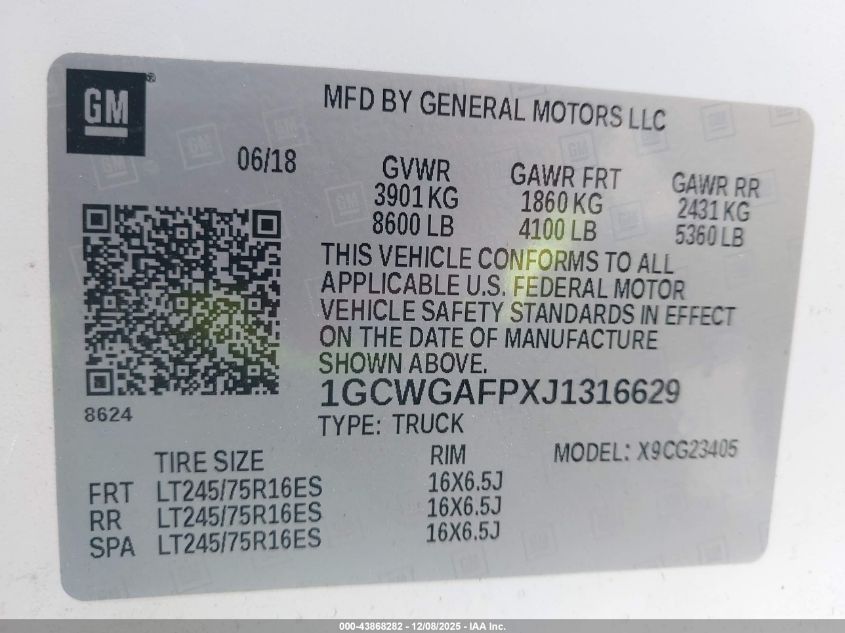 GM
MFD BY GENERAL MOTORS LLC
06/18
GVWR GAWR FRT GAWR RR
3901 KG 1860 KG 2431 KG
8600 LB 4100 LB 5360 LB
THIS VEHICLE CONFORMS TO ALL
APPLICABLE U.S. FEDERAL MOTOR
VEHICLE SAFETY STANDARDS IN EFFECT
ON THE DATE OF MANUFACTURE
SHOWN ABOVE.
1GCWGAFPXJ1316629
8624
TYPE: TRUCK
MODEL: X9CG23405
TIRE SIZE RIM
FRT LT245/75R16ES 16X6.5J
RR LT245/75R16ES 16X6.5J
SPA LT245/75R16ES 16X6.5J
000-43868282 - 12/08/2025 - IAA Inc.